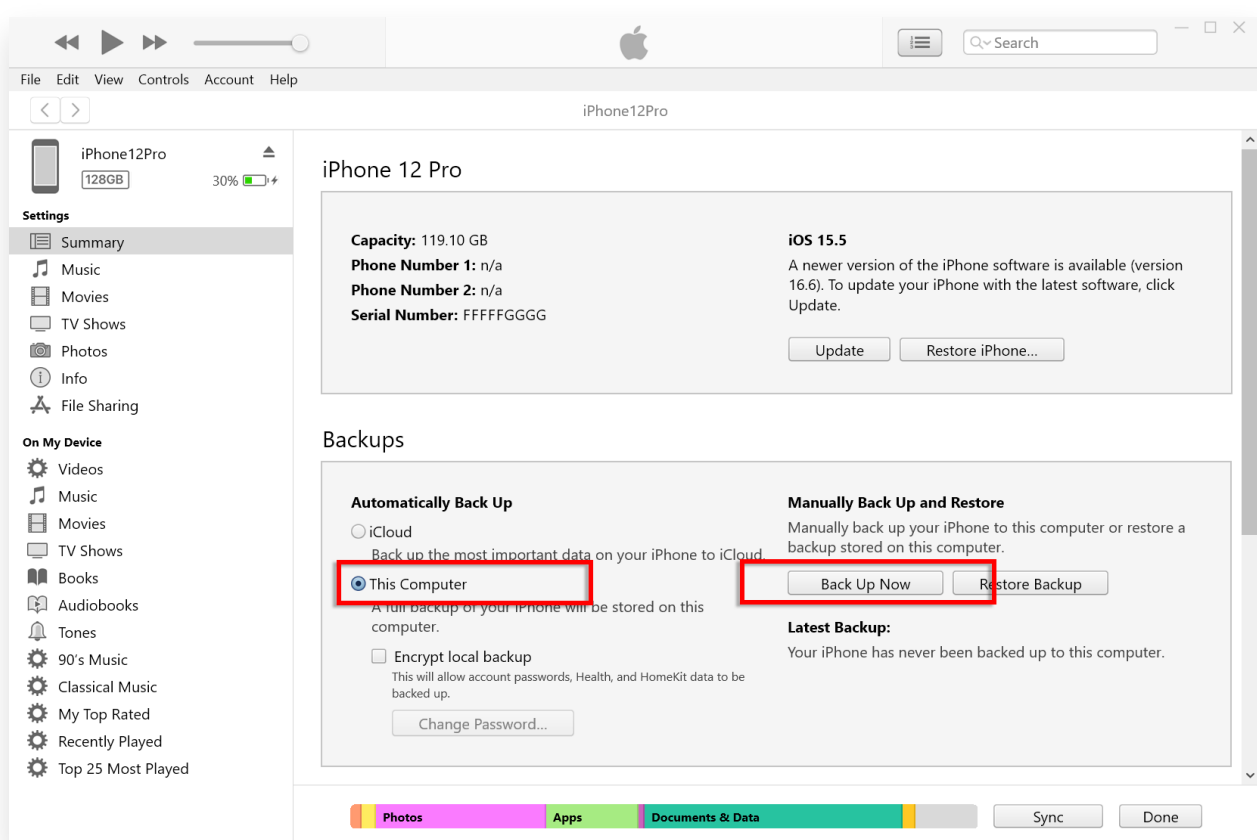 Search
File Edit View Controls Account Help
iPhone12Pro
iPhone12Pro
128GB
30%
Settings
Summary
Music
Movies
TV Shows
Photos
Info
File Sharing
On My Device
Videos
Music
Movies
TV Shows
Books
Audiobooks
Tones
90's Music
Classical Music
My Top Rated
Recently Played
Top 25 Most Played
iPhone 12 Pro
Capacity: 119.10 GB
Phone Number 1: n/a
Phone Number 2: n/a
Serial Number: FFFFFGGGG
iOS 15.5
A newer version of the iPhone software is available (version
16.6). To update your iPhone with the latest software, click
Update.
Update
Restore iPhone...
Backups
Automatically Back Up
iCloud
Back up the most important data on your iPhone to iCloud.
This Computer
A full backup of your iPhone will be stored on this
computer.
Encrypt local backup
This will allow account passwords, Health, and HomeKit data to be
backed up.
Change Password...
Manually Back Up and Restore
Manually back up your iPhone to this computer or restore a
backup stored on this computer.
Back Up Now
Restore Backup
Latest Backup:
Your iPhone has never been backed up to this computer.
Photos
Apps
Documents & Data
Sync
Done